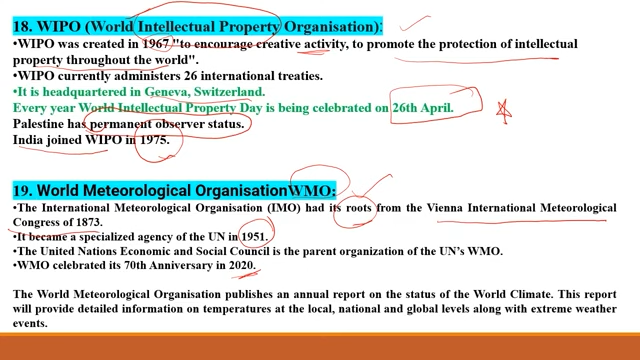 18. WIPO (World Intellectual Property Organisation):
•WIPO was created in 1967 "to encourage creative activity, to promote the protection of intellectual
property throughout the world".
•WIPO currently administers 26 international treaties.
•It is headquartered in Geneva, Switzerland.
Every year World Intellectual Property Day is being celebrated on 26th April.
Palestine has permanent observer status.
India joined WIPO in 1975.
19. World Meteorological Organisation WMO:
•The International Meteorological Organisation (IMO) had its roots from the Vienna International Meteorological
Congress of 1873.
•It became a specialized agency of the UN in 1951.
•The United Nations Economic and Social Council is the parent organization of the UN's WMO.
•WMO celebrated its 70th Anniversary in 2020.
The World Meteorological Organisation publishes an annual report on the status of the World Climate. This report
will provide detailed information on temperatures at the local, national and global levels along with extreme weather
events.